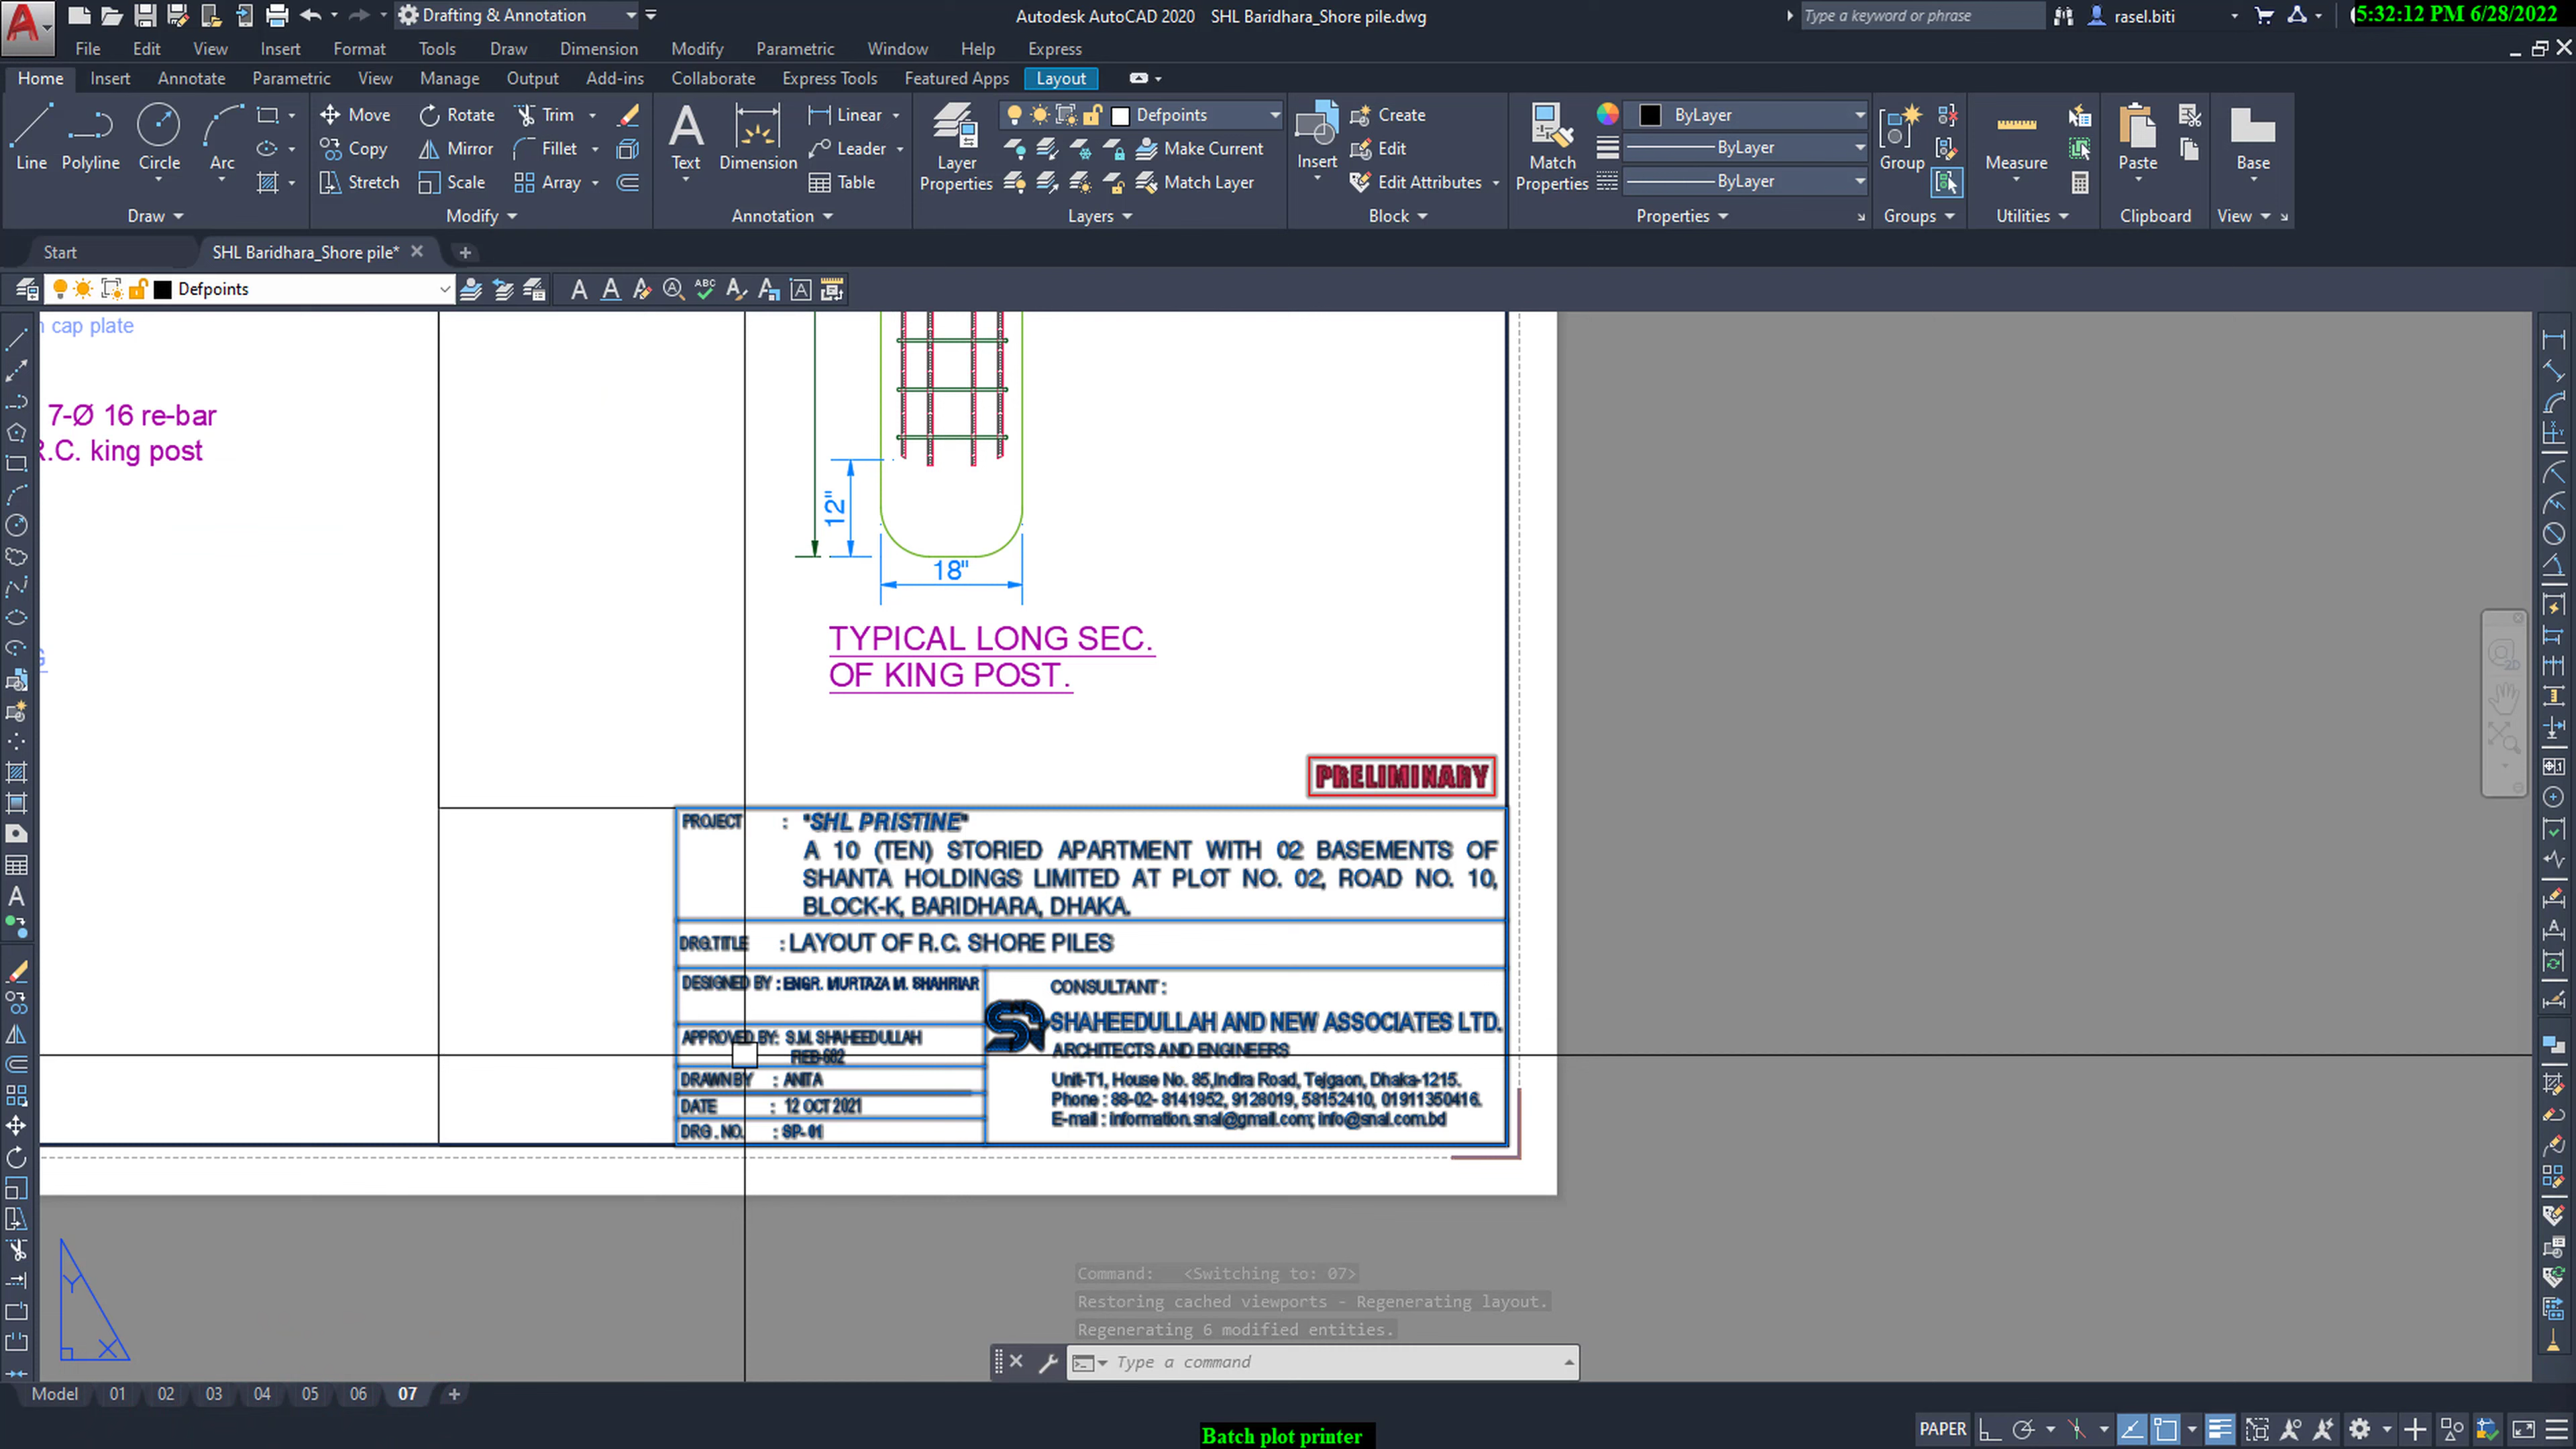 Drafting & Annotation
Autodesk AutoCAD 2020 SHL Baridhara_Shore pile.dwg
Type a keyword or phrase
rasel.biti
5:32:12 PM 6/28/2022
File Edit View Insert Format Tools Draw Dimension Modify Parametric Window Help Express
Home Insert Annotate Parametric View Manage Output Add-ins Collaborate Express Tools Featured Apps Layout
Line Polyline Circle Arc
Draw
Move Rotate Trim
Copy Mirror Fillet
Stretch Scale Array
Modify
Text Dimension
Linear
Leader
Table
Annotation
Layer Properties
Defpoints
Make Current
Match Layer
Layers
Insert
Create
Edit
Edit Attributes
Block
Match Properties
ByLayer
ByLayer
ByLayer
Properties
Group
Groups
Measure
Utilities
Paste
Clipboard
Base
View
Start
SHL Baridhara_Shore pile*
Defpoints
cap plate
7-Ø 16 re-bar
R.C. king post
12"
18"
TYPICAL LONG SEC.
OF KING POST.
PRELIMINARY
PROJECT : "SHL PRISTINE"
A 10 (TEN) STORIED APARTMENT WITH 02 BASEMENTS OF
SHANTA HOLDINGS LIMITED AT PLOT NO. 02, ROAD NO. 10,
BLOCK-K, BARIDHARA, DHAKA.
DRG.TITLE : LAYOUT OF R.C. SHORE PILES
DESIGNED BY : ENGR. MURTAZA M. SHAHRIAR
APPROVED BY: S.M. SHAHEEDULLAH
DRAWN BY : ANITA
DATE : 12 OCT 2021
DRG . NO. : SP- 01
CONSULTANT :
SHAHEEDULLAH AND NEW ASSOCIATES LTD.
ARCHITECTS AND ENGINEERS
Unit-T1, House No. 85,Indira Road, Tejgaon, Dhaka-1215.
Phone : 88-02- 8141952, 9128019, 58152410, 01911350416.
E-mail : information.snal@gmail.com; info@snal.com.bd
Y
X
Command: <Switching to: 07>
Restoring cached viewports - Regenerating layout.
Regenerating 6 modified entities.
Type a command
Model 01 02 03 04 05 06 07
PAPER
Batch plot printer